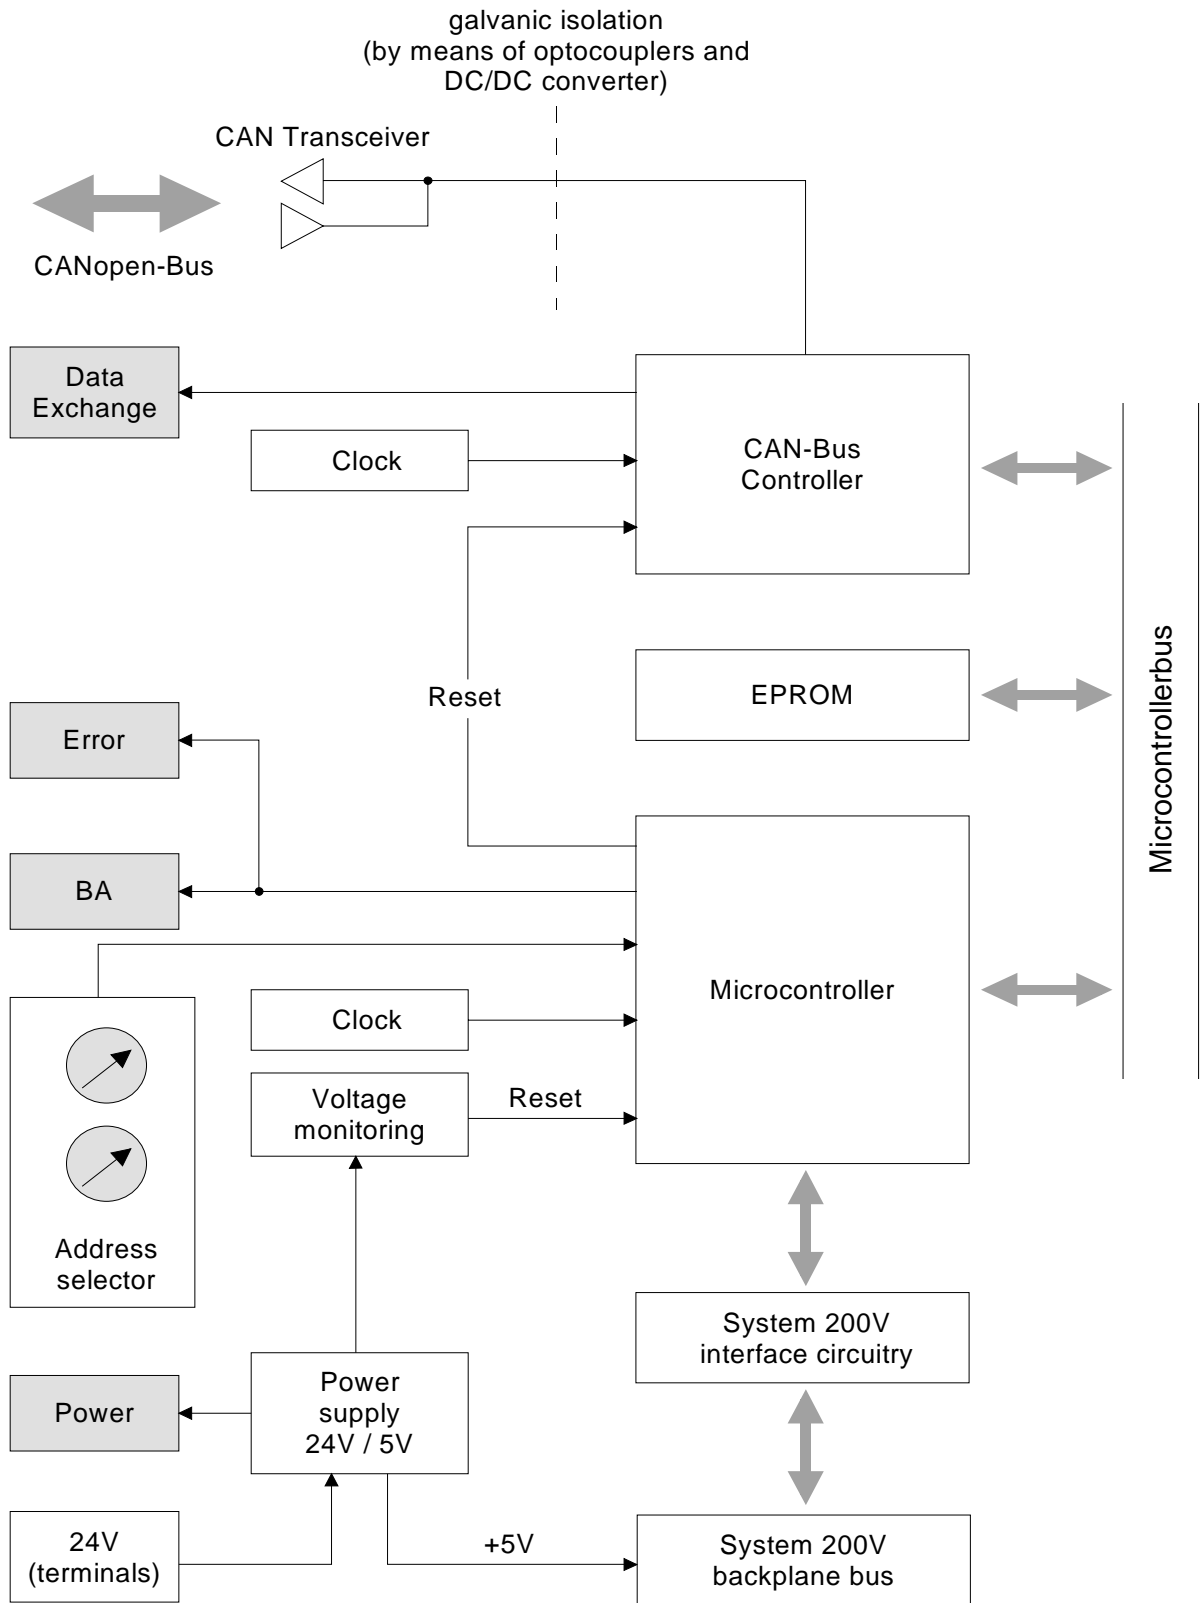 galvanic isolation
(by means of optocouplers and
DC/DC converter)
CAN Transceiver
CANopen-Bus
Data
Exchange
Clock
CAN-Bus
Controller
Reset
EPROM
Microcontrollerbus
Error
BA
Microcontroller
Clock
Voltage
monitoring
Reset
Address
selector
System 200V
interface circuitry
Power
Power
supply
24V / 5V
24V
(terminals)
+5V
System 200V
backplane bus